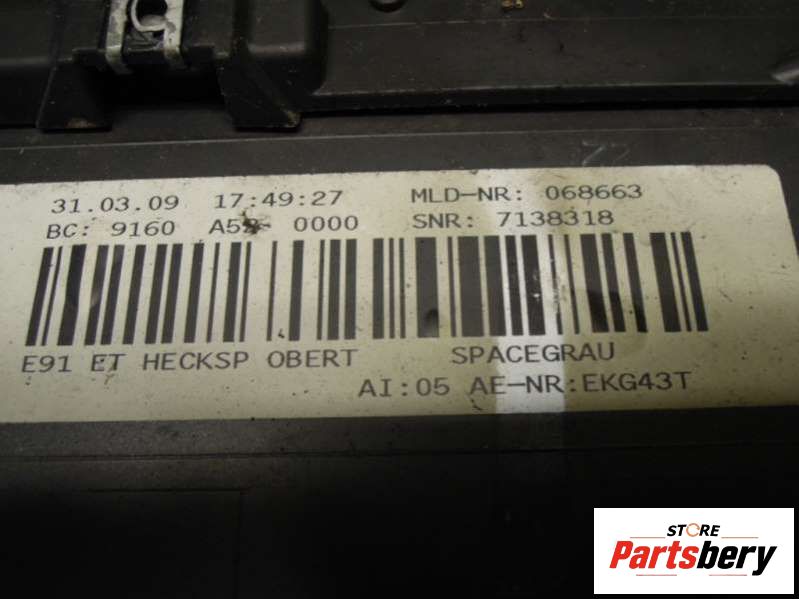 31.03.09 17:49:27 MLD-NR: 068663
BC: 9160 0000 SNR: 7138318
E91 ET HECKSP OBERT SPACEGRAU
AI:05 AE-NR:EKG43T
STORE
Partsbery